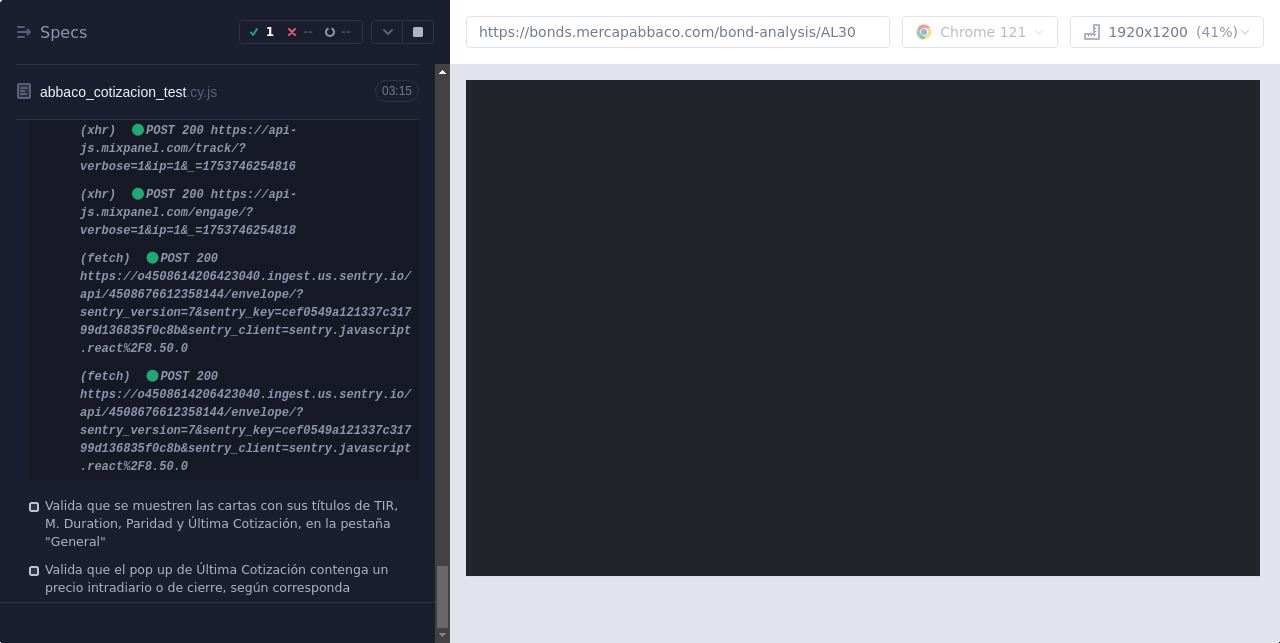 Specs
1
--
--
https://bonds.mercapabbaco.com/bond-analysis/AL30
Chrome 121
1920x1200 (41%)
abbaco_cotizacion_test.cy.js
03:15
(xhr) POST 200 https://api-
js.mixpanel.com/track/?
verbose=1&ip=1&_=1753746254816
(xhr) POST 200 https://api-
js.mixpanel.com/engage/?
verbose=1&ip=1&_=1753746254818
(fetch) POST 200
https://o4508614206423040.ingest.us.sentry.io/
api/4508676612358144/envelope/?
sentry_version=7&sentry_key=cef0549a121337c317
99d136835f0c8b&sentry_client=sentry.javascript
.react%2F8.50.0
(fetch) POST 200
https://o4508614206423040.ingest.us.sentry.io/
api/4508676612358144/envelope/?
sentry_version=7&sentry_key=cef0549a121337c317
99d136835f0c8b&sentry_client=sentry.javascript
.react%2F8.50.0
Valida que se muestren las cartas con sus títulos de TIR,
M. Duration, Paridad y Última Cotización, en la pestaña
"General"
Valida que el pop up de Última Cotización contenga un
precio intradiario o de cierre, según corresponda